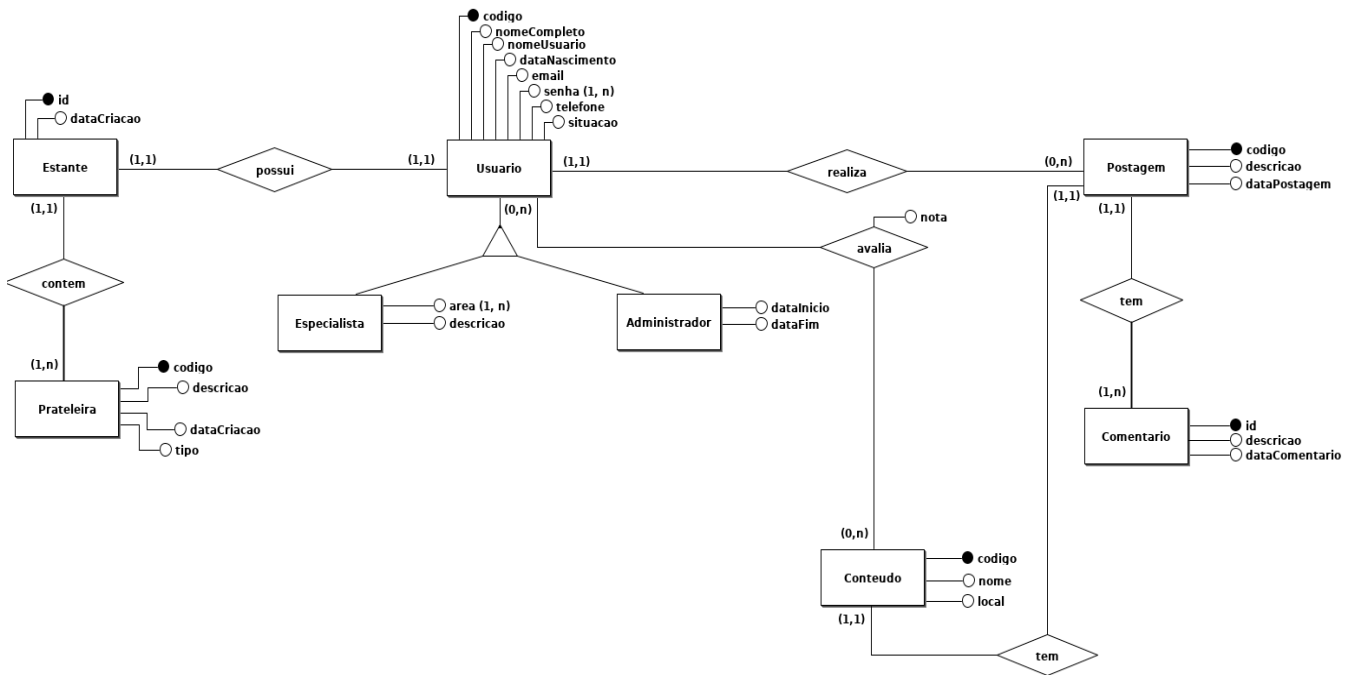 codigo
nomeCompleto
nomeUsuario
dataNascimento
email
senha (1, n)
telefone
situacao
id
dataCriacao
Estante
(1,1)
possui
(1,1)
Usuario
(1,1)
realiza
(0,n)
Postagem
codigo
descricao
dataPostagem
(1,1)
(0,n)
(1,1)
(1,1)
nota
avalia
contem
Especialista
area (1, n)
descricao
Administrador
dataInicio
dataFim
tem
(1,n)
Prateleira
codigo
descricao
dataCriacao
tipo
(1,n)
Comentario
id
descricao
dataComentario
(0,n)
Conteudo
codigo
nome
local
(1,1)
tem